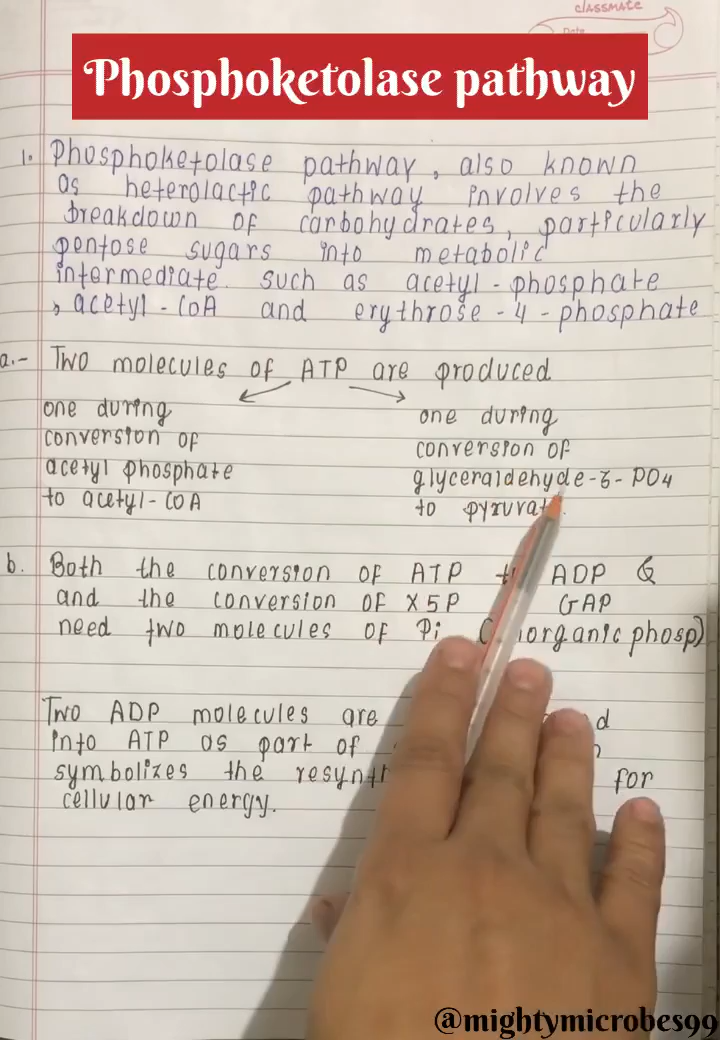 classmate
Date
Phosphoketolase pathway
1. Phosphoketolase pathway, also known
as heterolactic pathway involves the
breakdown of carbohydrates, particularly
pentose sugars into metabolic
intermediate such as acetyl-phosphate
, acetyl-CoA and erythrose-4-phosphate
a.- Two molecules of ATP are produced
one during
conversion of
acetyl phosphate
to acetyl-COA
one during
conversion of
glyceraldehyde-3-PO4
to
b. Both the conversion of ATP ADP &
and the conversion of X5P GAP
need two molecules of Pi phosp)
Two ADP molecules are
into ATP as part of
symbolizes the for
cellular energy.
@mightymicrobes99